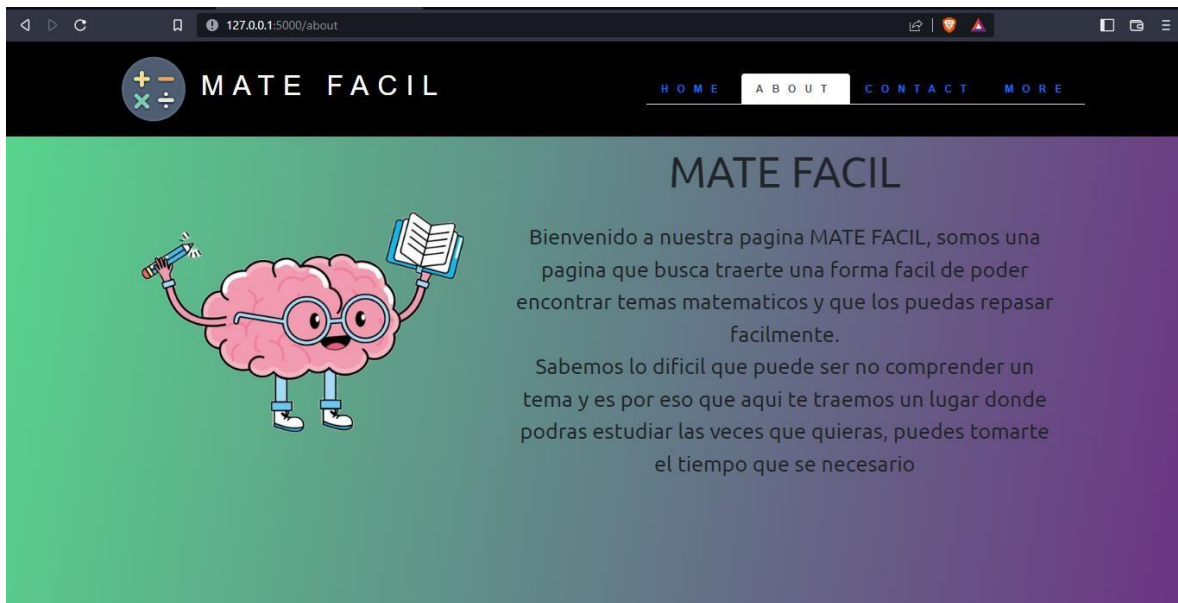 127.0.0.1:5000/about
MATE FACIL
HOME ABOUT CONTACT MORE
MATE FACIL
Bienvenido a nuestra pagina MATE FACIL, somos una
pagina que busca traerte una forma facil de poder
encontrar temas matematicos y que los puedas repasar
facilmente.
Sabemos lo dificil que puede ser no comprender un
tema y es por eso que aqui te traemos un lugar donde
podras estudiar las veces que quieras, puedes tomarte
el tiempo que se necesario